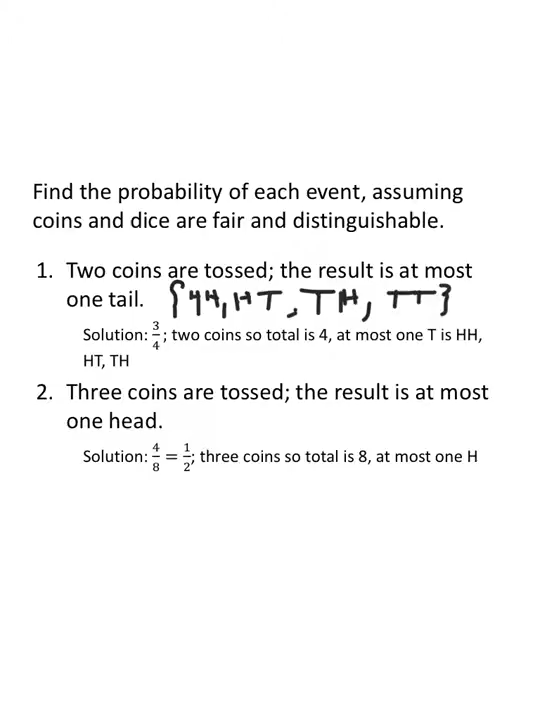 Find the probability of each event, assuming
coins and dice are fair and distinguishable.
1. Two coins are tossed; the result is at most
one tail. {HH, HT, TH, TT}
Solution: 3/4; two coins so total is 4, at most one T is HH,
HT, TH
2. Three coins are tossed; the result is at most
one head.
Solution: 4/8 = 1/2; three coins so total is 8, at most one H